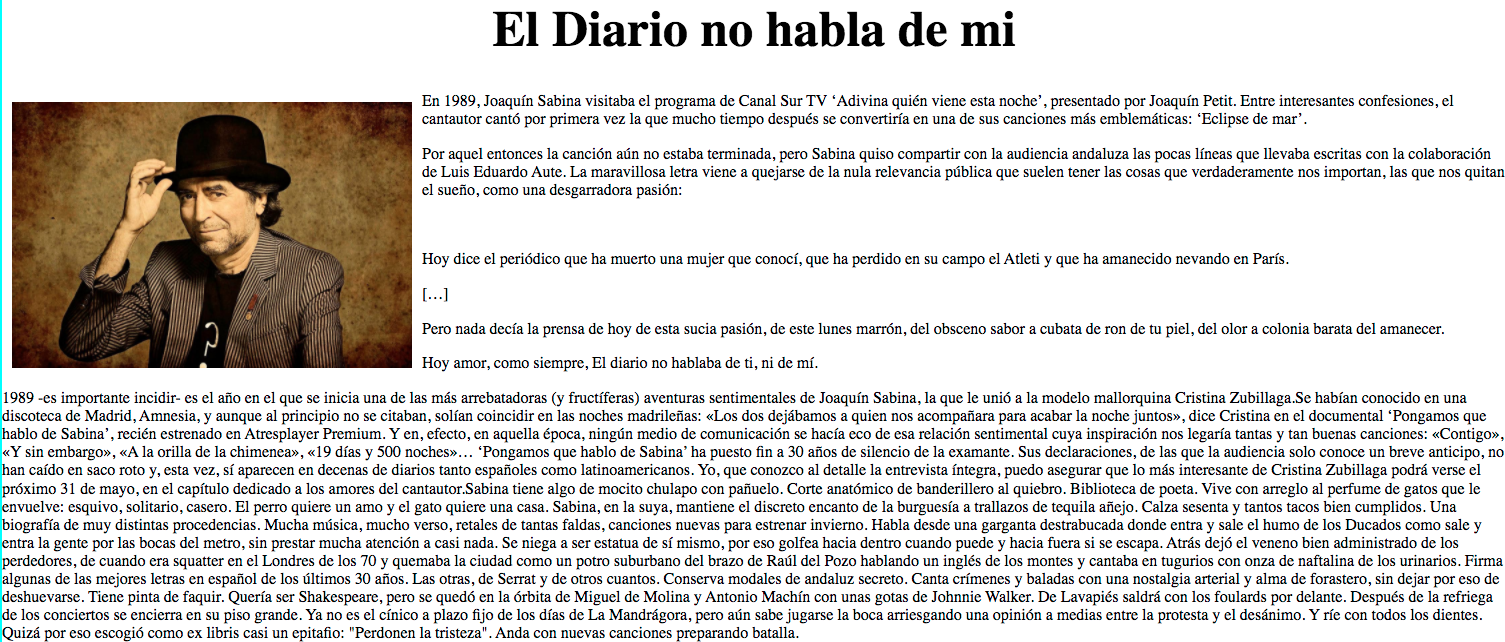 El Diario no habla de mi
En 1989, Joaquín Sabina visitaba el programa de Canal Sur TV ‘Adivina quién viene esta noche’, presentado por Joaquín Petit. Entre interesantes confesiones, el
cantautor cantó por primera vez la que mucho tiempo después se convertiría en una de sus canciones más emblemáticas: ‘Eclipse de mar’.
Por aquel entonces la canción aún no estaba terminada, pero Sabina quiso compartir con la audiencia andaluza las pocas líneas que llevaba escritas con la colaboración
de Luis Eduardo Aute. La maravillosa letra viene a quejarse de la nula relevancia pública que suelen tener las cosas que verdaderamente nos importan, las que nos quitan
el sueño, como una desgarradora pasión:
Hoy dice el periódico que ha muerto una mujer que conocí, que ha perdido en su campo el Atleti y que ha amanecido nevando en París.
[…]
Pero nada decía la prensa de hoy de esta sucia pasión, de este lunes marrón, del obsceno sabor a cubata de ron de tu piel, del olor a colonia barata del amanecer.
Hoy amor, como siempre, El diario no hablaba de ti, ni de mí.
1989 -es importante incidir- es el año en el que se inicia una de las más arrebatadoras (y fructíferas) aventuras sentimentales de Joaquín Sabina, la que le unió a la modelo mallorquina Cristina Zubillaga.Se habían conocido en una
discoteca de Madrid, Amnesia, y aunque al principio no se citaban, solían coincidir en las noches madrileñas: «Los dos dejábamos a quien nos acompañara para acabar la noche juntos», dice Cristina en el documental ‘Pongamos que
hablo de Sabina’, recién estrenado en Atresplayer Premium. Y en, efecto, en aquella época, ningún medio de comunicación se hacía eco de esa relación sentimental cuya inspiración nos legaría tantas y tan buenas canciones: «Contigo»,
«Y sin embargo», «A la orilla de la chimenea», «19 días y 500 noches»… ‘Pongamos que hablo de Sabina’ ha puesto fin a 30 años de silencio de la examante. Sus declaraciones, de las que la audiencia solo conoce un breve anticipo, no
han caído en saco roto y, esta vez, sí aparecen en decenas de diarios tanto españoles como latinoamericanos. Yo, que conozco al detalle la entrevista íntegra, puedo asegurar que lo más interesante de Cristina Zubillaga podrá verse el
próximo 31 de mayo, en el capítulo dedicado a los amores del cantautor.Sabina tiene algo de mocito chulapo con pañuelo. Corte anatómico de banderillero al quiebro. Biblioteca de poeta. Vive con arreglo al perfume de gatos que le
envuelve: esquivo, solitario, casero. El perro quiere un amo y el gato quiere una casa. Sabina, en la suya, mantiene el discreto encanto de la burguesía a trallazos de tequila añejo. Calza sesenta y tantos tacos bien cumplidos. Una
biografía de muy distintas procedencias. Mucha música, mucho verso, retales de tantas faldas, canciones nuevas para estrenar invierno. Habla desde una garganta destrabucada donde entra y sale el humo de los Ducados como sale y
entra la gente por las bocas del metro, sin prestar mucha atención a casi nada. Se niega a ser estatua de sí mismo, por eso golfea hacia dentro cuando puede y hacia fuera si se escapa. Atrás dejó el veneno bien administrado de los
perdedores, de cuando era squatter en el Londres de los 70 y quemaba la ciudad como un potro suburbano del brazo de Raúl del Pozo hablando un inglés de los montes y cantaba en tugurios con onza de naftalina de los urinarios. Firma
algunas de las mejores letras en español de los últimos 30 años. Las otras, de Serrat y de otros cuantos. Conserva modales de andaluz secreto. Canta crímenes y baladas con una nostalgia arterial y alma de forastero, sin dejar por eso de
deshuevarse. Tiene pinta de faquir. Quería ser Shakespeare, pero se quedó en la órbita de Miguel de Molina y Antonio Machín con unas gotas de Johnnie Walker. De Lavapiés saldrá con los foulards por delante. Después de la refriega
de los conciertos se encierra en su piso grande. Ya no es el cínico a plazo fijo de los días de La Mandrágora, pero aún sabe jugarse la boca arriesgando una opinión a medias entre la protesta y el desánimo. Y ríe con todos los dientes.
Quizá por eso escogió como ex libris casi un epitafio: "Perdonen la tristeza". Anda con nuevas canciones preparando batalla.